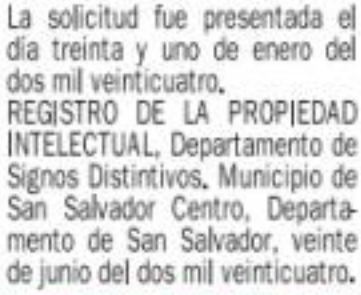 La solicitud fue presentada el
día treinta y uno de enero del
dos mil veinticuatro.
REGISTRO DE LA PROPIEDAD
INTELECTUAL, Departamento de
Signos Distintivos. Municipio de
San Salvador Centro, Departa-
mento de San Salvador, veinte
de junio del dos mil veinticuatro.